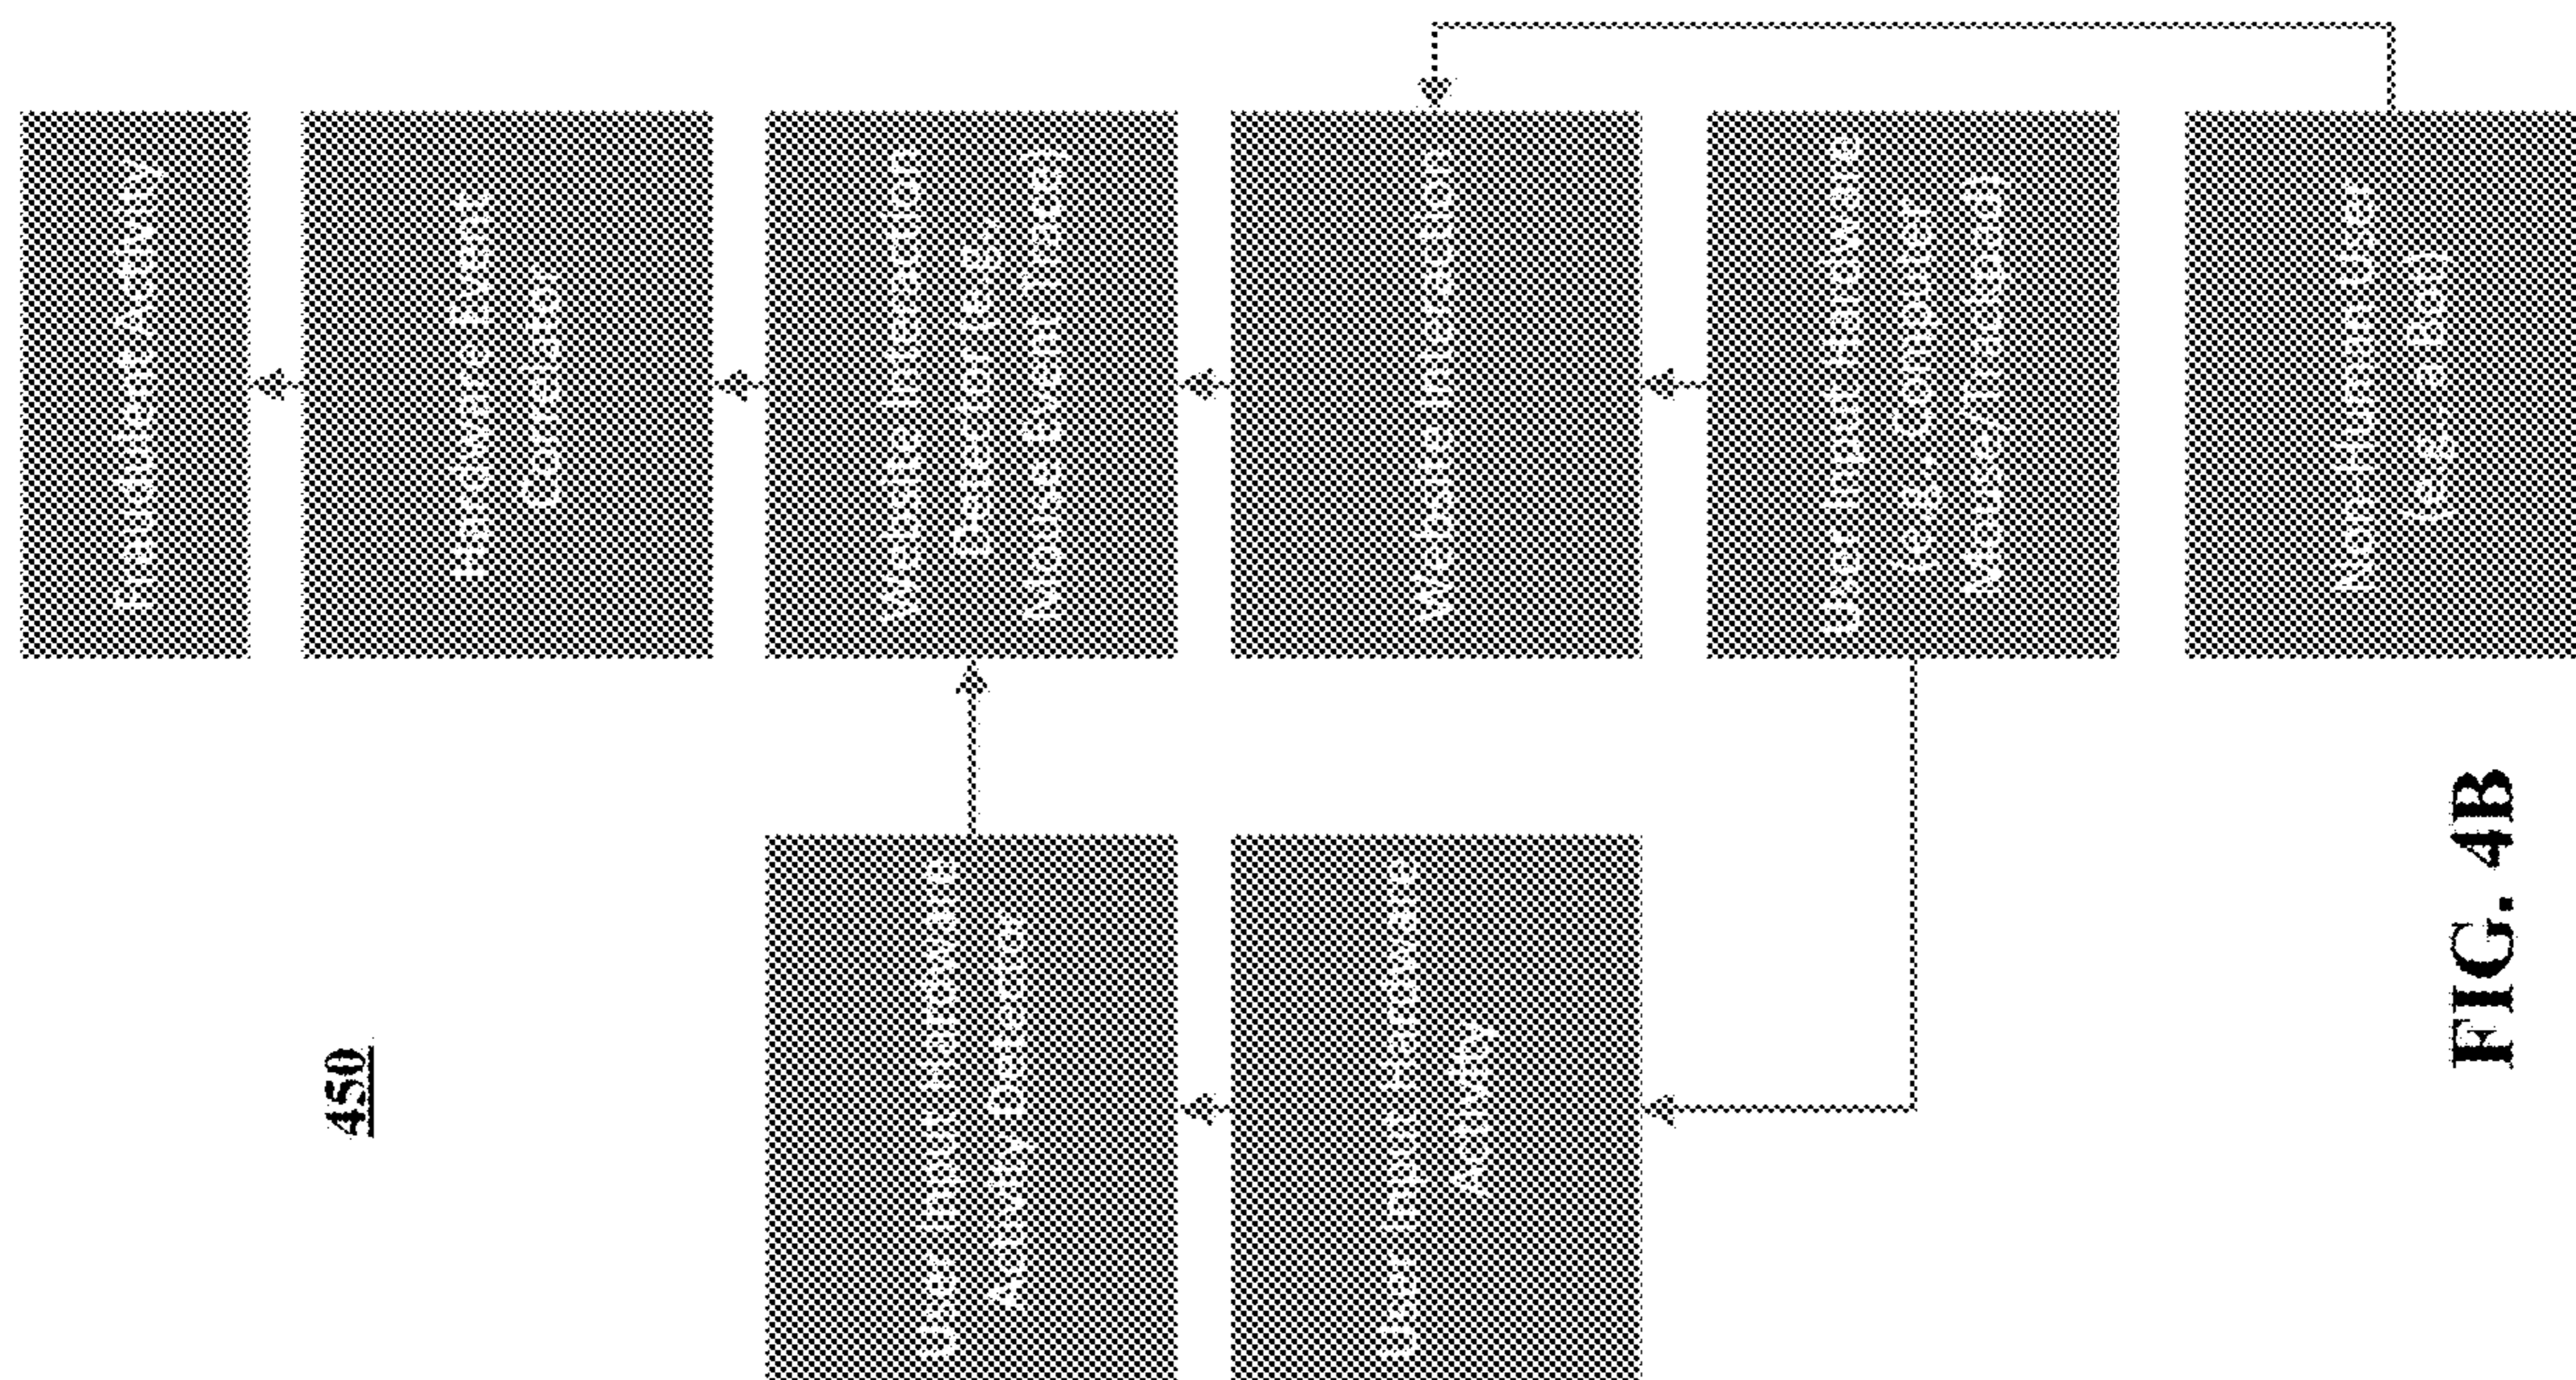 450
Fraudulent Activity
Hardware Event
Correlator
User Input Hardware
Activity Detector
Website Interaction
Detector (e.g.,
Mouse Event Tracer)
User Input Hardware
Activity
Website Interaction
User Input Hardware
(e.g., Computer
Mouse/Trackpad)
Non-Human User
(e.g., a Bot)
FIG. 4B